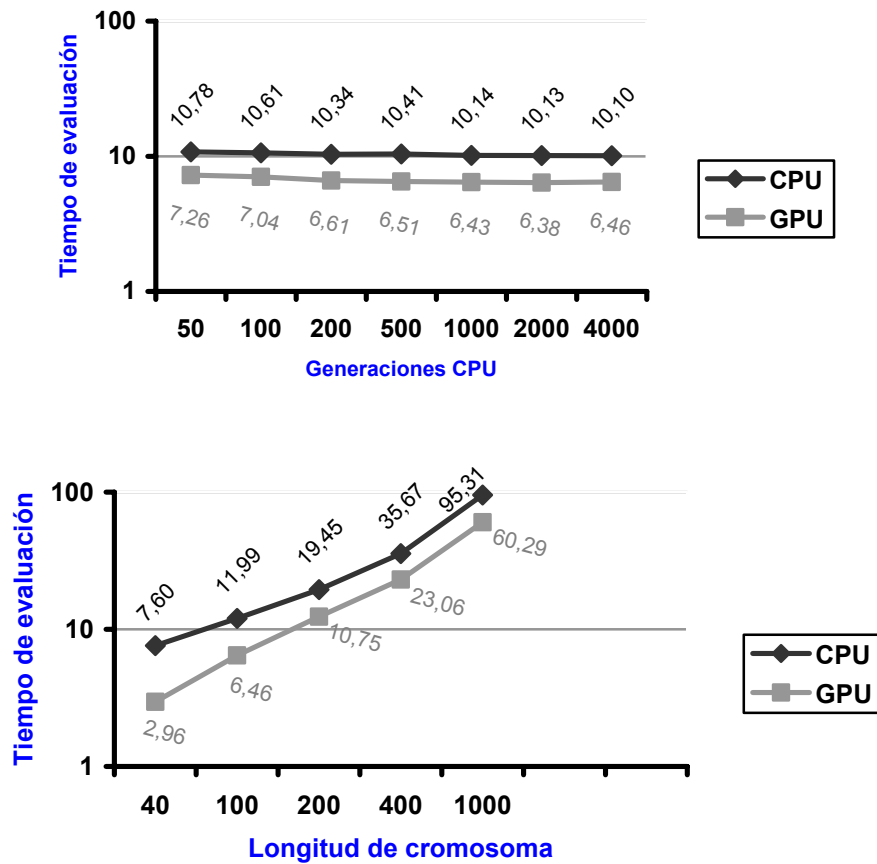 100
10,78 10,61 10,34 10,41 10,14 10,13 10,10
10
7,26 7,04 6,61 6,51 6,43 6,38 6,46
1
50 100 200 500 1000 2000 4000
Tiempo de evaluación
Generaciones CPU
CPU
GPU
100
7,60 11,99 19,45 35,67 95,31
10
2,96 6,46 10,75 23,06 60,29
1
40 100 200 400 1000
Tiempo de evaluación
Longitud de cromosoma
CPU
GPU